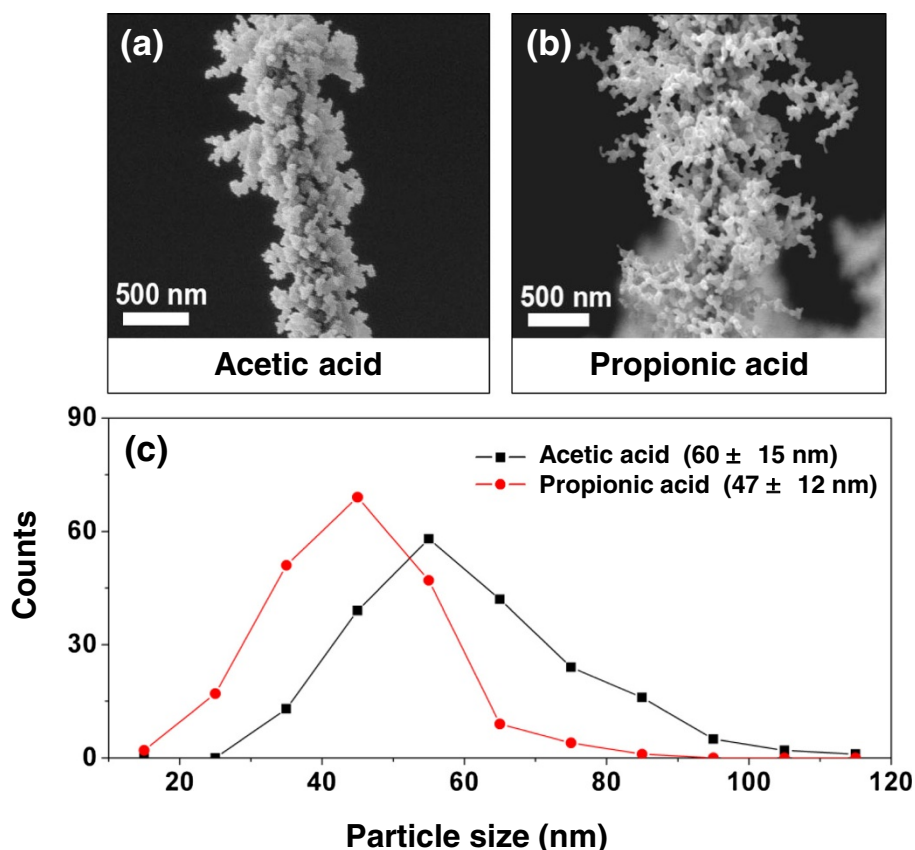 (a)
500 nm
Acetic acid
(b)
500 nm
Propionic acid
(c)
Acetic acid (60 ± 15 nm)
Propionic acid (47 ± 12 nm)
Counts
90
60
30
0
20 40 60 80 100 120
Particle size (nm)